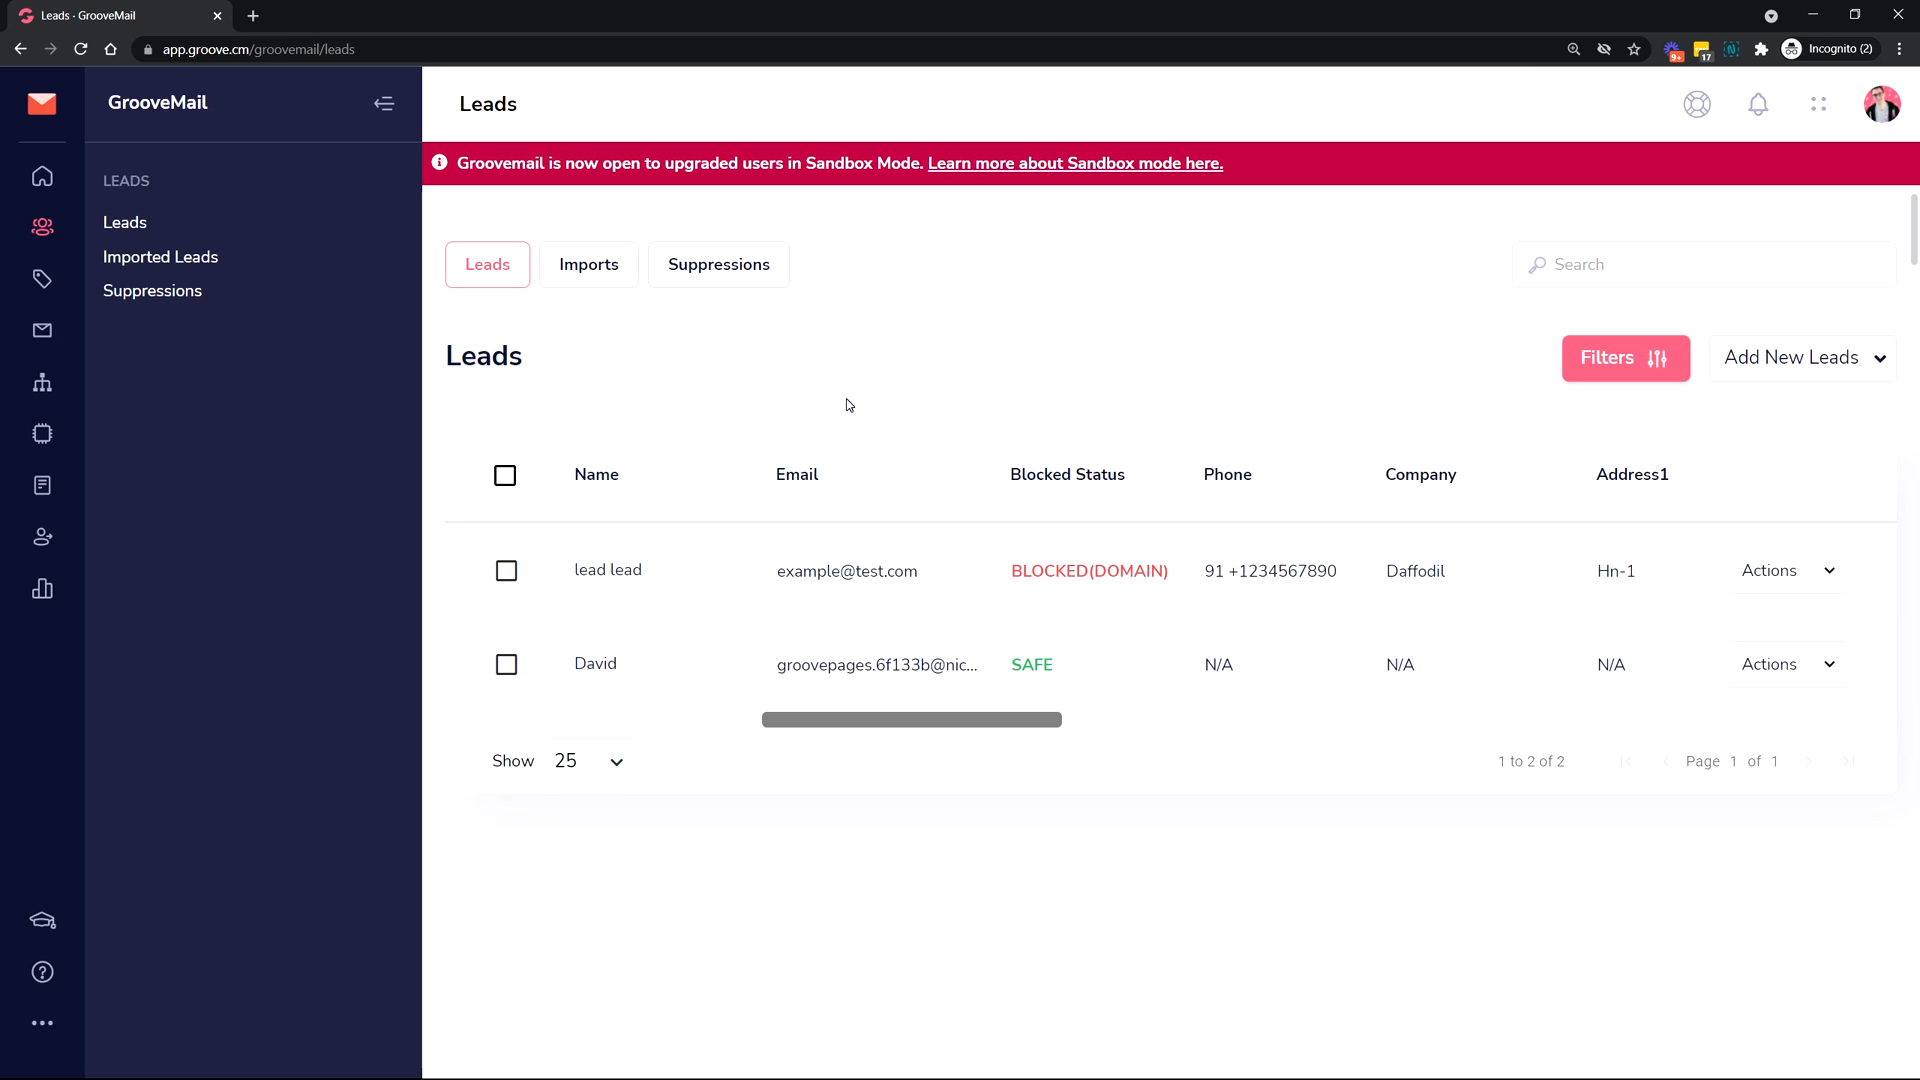 Leads - GrooveMail
app.groove.cm/groovemail/leads
9+
17
N
Incognito (2)
GrooveMail
Leads
Groovemail is now open to upgraded users in Sandbox Mode. Learn more about Sandbox mode here.
LEADS
Leads
Imported Leads
Suppressions
Leads
Imports
Suppressions
Search
Leads
Filters
Add New Leads
Name Email Blocked Status Phone Company Address1
lead lead example@test.com BLOCKED(DOMAIN) 91 +1234567890 Daffodil Hn-1 Actions
David groovepages.6f133b@nic... SAFE N/A N/A N/A Actions
Show 25
1 to 2 of 2
Page 1 of 1